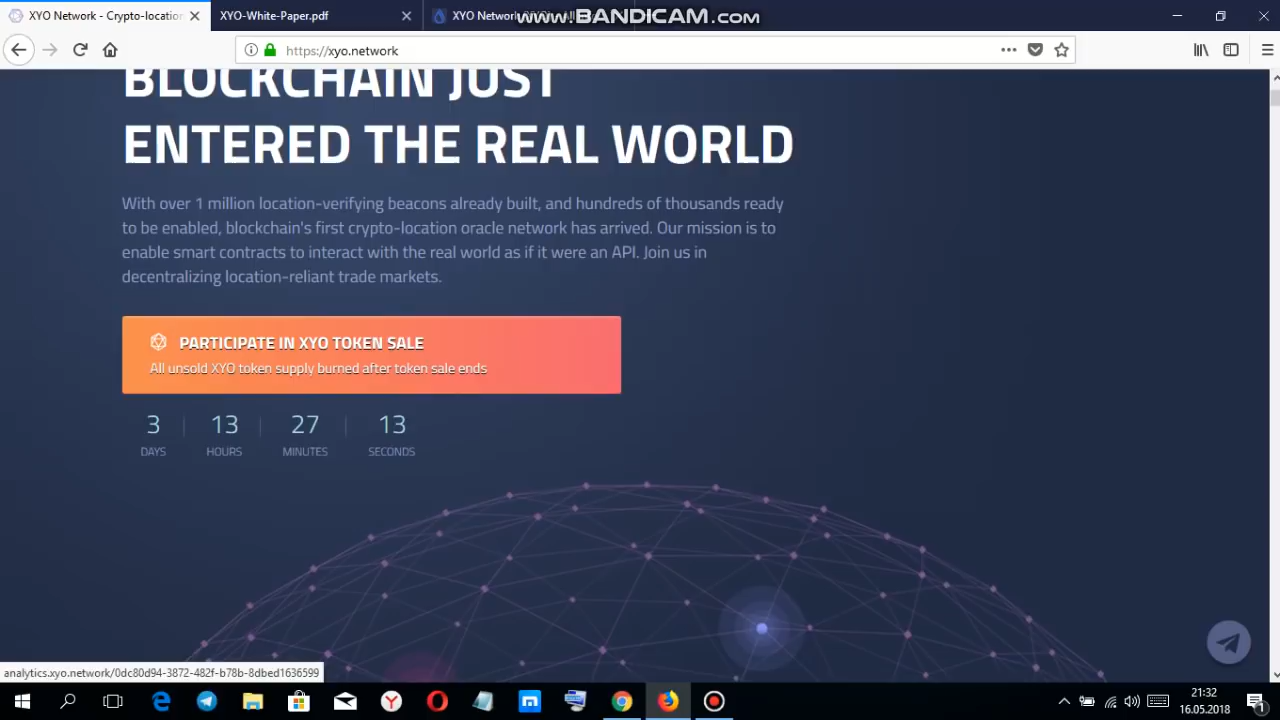 XYO Network - Crypto-location
XYO-White-Paper.pdf
XYO Network
www.BANDICAM.com
https://xyo.network
BLOCKCHAIN JUST
ENTERED THE REAL WORLD
With over 1 million location-verifying beacons already built, and hundreds of thousands ready
to be enabled, blockchain's first crypto-location oracle network has arrived. Our mission is to
enable smart contracts to interact with the real world as if it were an API. Join us in
decentralizing location-reliant trade markets.
PARTICIPATE IN XYO TOKEN SALE
All unsold XYO token supply burned after token sale ends
3 13 27 13
DAYS HOURS MINUTES SECONDS
analytics.xyo.network/0dc80d94-3872-482f-b78b-8dbed1636599
21:32
16.05.2018